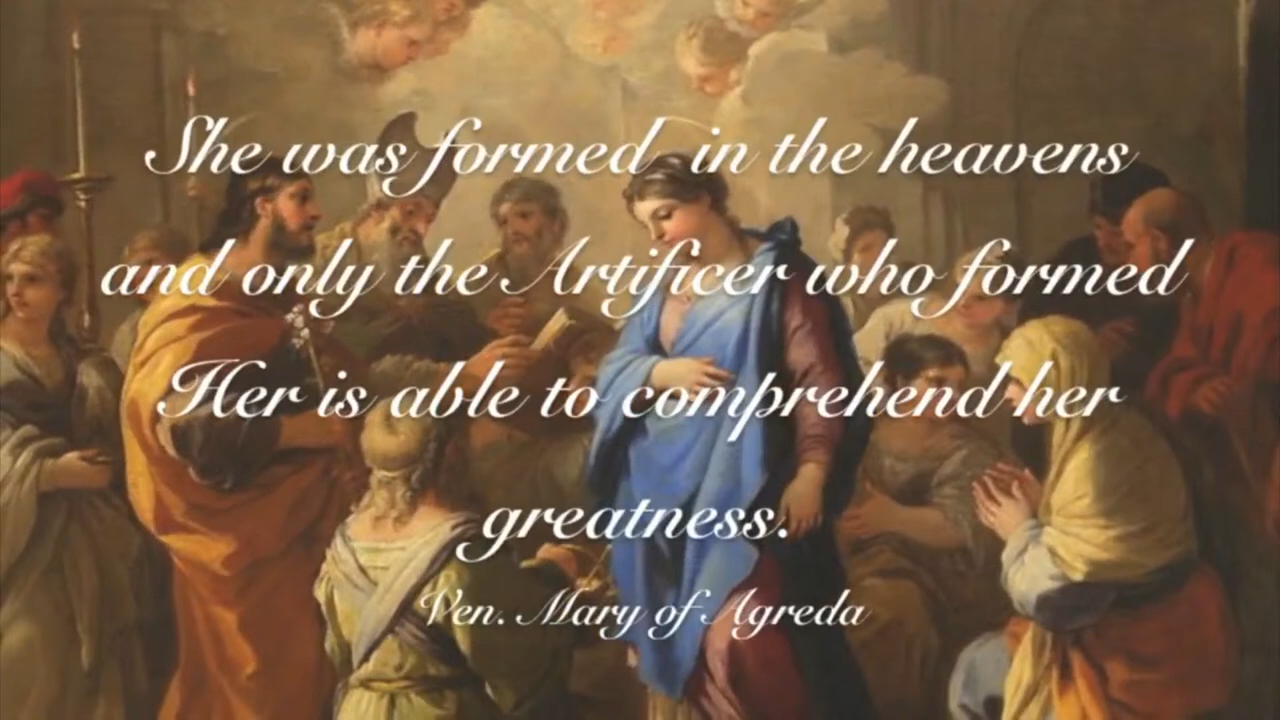 She was formed in the heavens
and only the Artificer who formed
Her is able to comprehend her
greatness.
Ven. Mary of Agreda